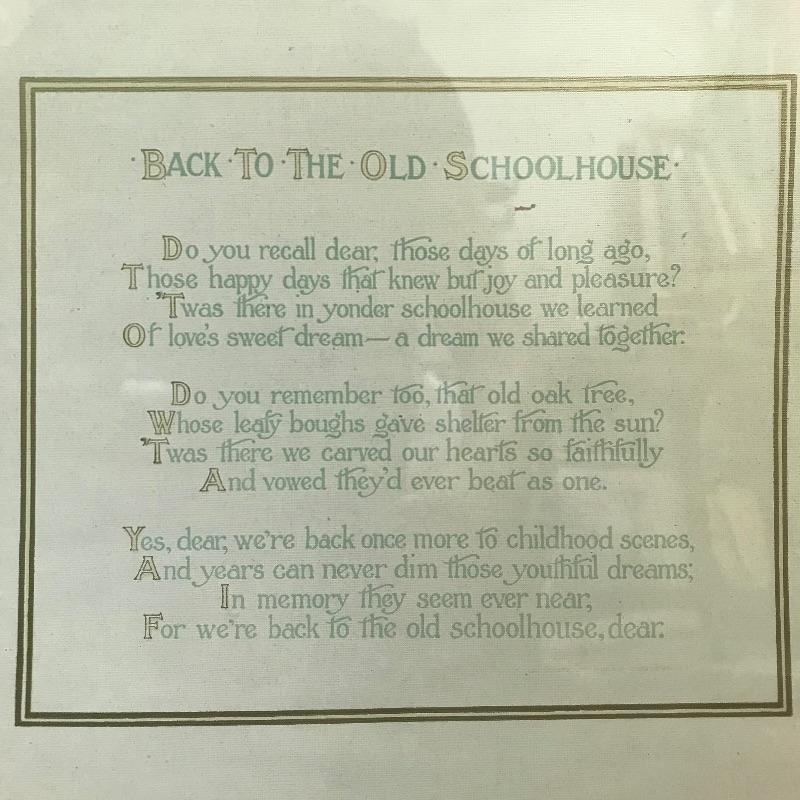 ·BACK·TO·THE·OLD·SCHOOLHOUSE·
Do you recall dear, those days of long ago,
Those happy days that knew but joy and pleasure?
'Twas there in yonder schoolhouse we learned
Of love's sweet dream—a dream we shared together.
Do you remember too, that old oak tree,
Whose leafy boughs gave shelter from the sun?
'Twas there we carved our hearts so faithfully
And vowed they'd ever beat as one.
Yes, dear, we're back once more to childhood scenes,
And years can never dim those youthful dreams;
In memory they seem ever near,
For we're back to the old schoolhouse, dear.